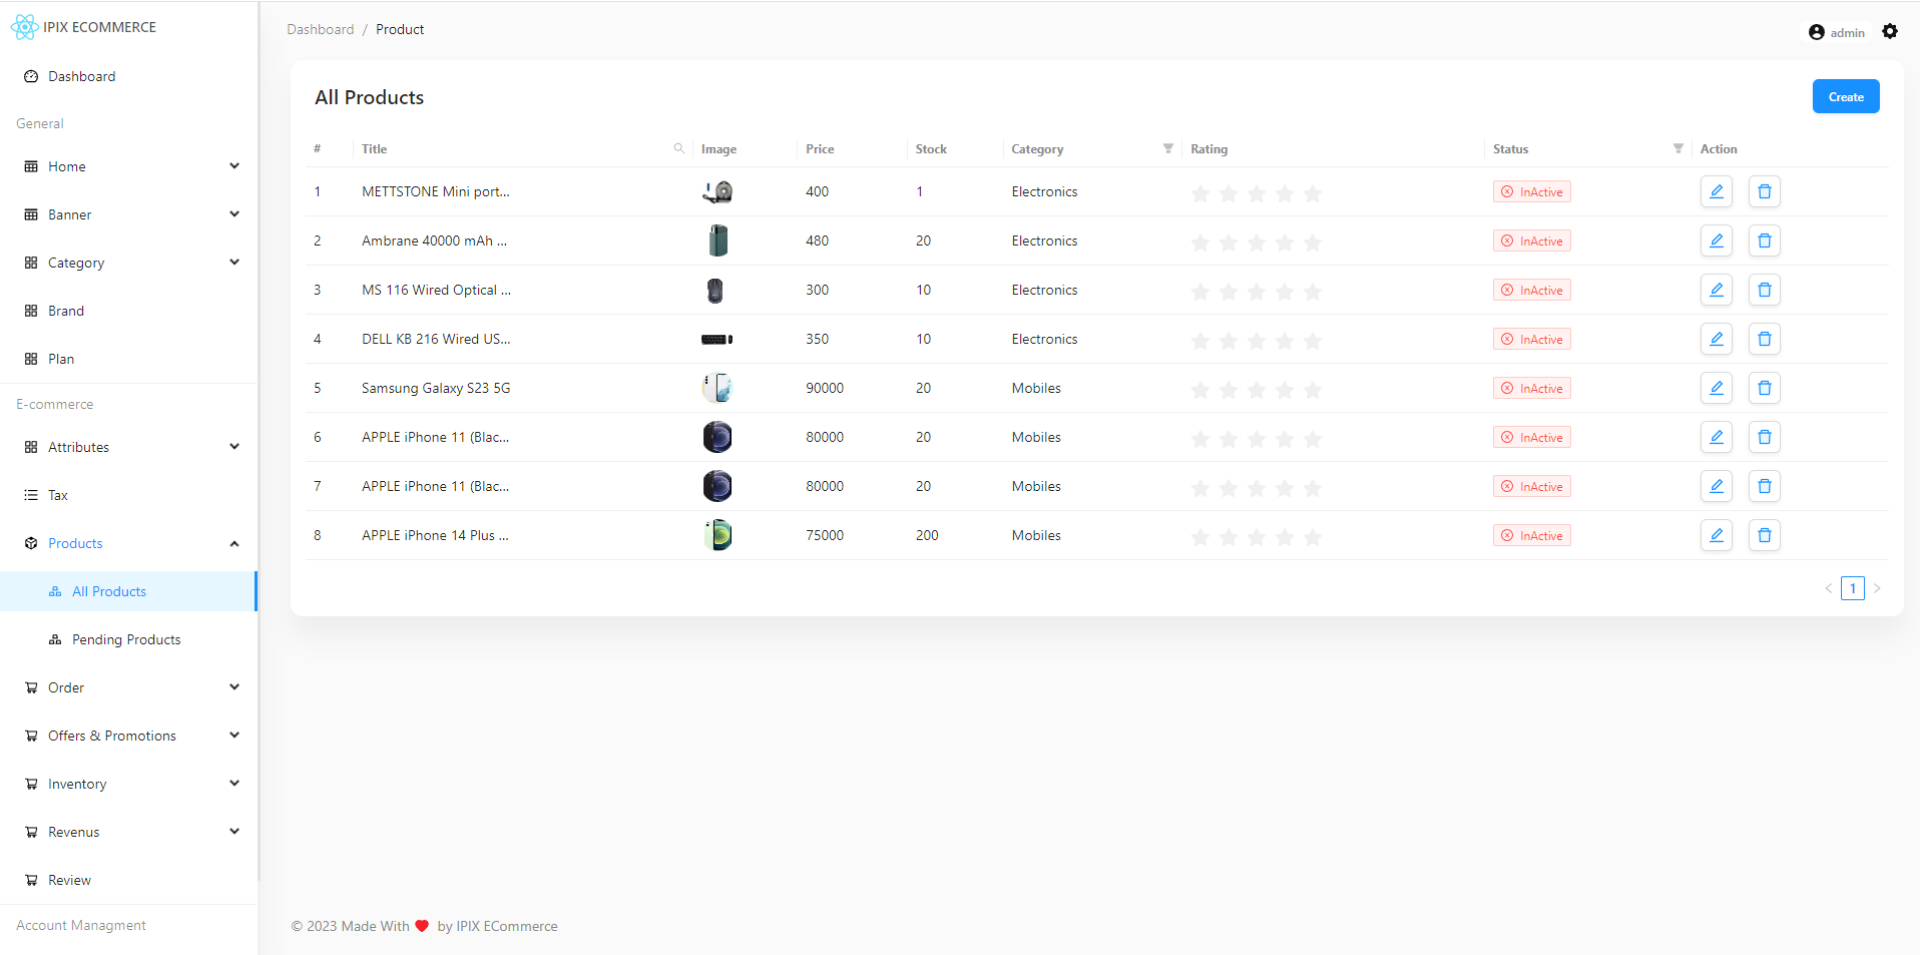 IPIX ECOMMERCE
Dashboard
General
Home
Banner
Category
Brand
Plan
E-commerce
Attributes
Tax
Products
All Products
Pending Products
Order
Offers & Promotions
Inventory
Revenus
Review
Account Managment
Dashboard / Product
admin
All Products
Create
# Title Image Price Stock Category Rating Status Action
1 METTSTONE Mini port... 400 1 Electronics InActive
2 Ambrane 40000 mAh ... 480 20 Electronics InActive
3 MS 116 Wired Optical ... 300 10 Electronics InActive
4 DELL KB 216 Wired US... 350 10 Electronics InActive
5 Samsung Galaxy S23 5G 90000 20 Mobiles InActive
6 APPLE iPhone 11 (Blac... 80000 20 Mobiles InActive
7 APPLE iPhone 11 (Blac... 80000 20 Mobiles InActive
8 APPLE iPhone 14 Plus ... 75000 200 Mobiles InActive
< 1 >
© 2023 Made With ❤ by IPIX ECommerce